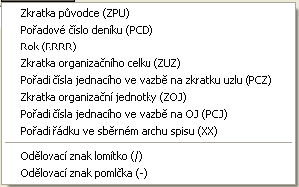 Zkratka původce (ZPU)
Pořadové číslo deníku (PCD)
Rok (RRRR)
Zkratka organizačního celku (ZUZ)
Pořadí čísla jednacího ve vazbě na zkratku uzlu (PCZ)
Zkratka organizační jednotky (ZOJ)
Pořadí čísla jednacího ve vazbě na OJ (PCJ)
Pořadí řádku ve sběrném archu spisu (XX)
Oddělovací znak lomítko (/)
Oddělovací znak pomlčka (-)